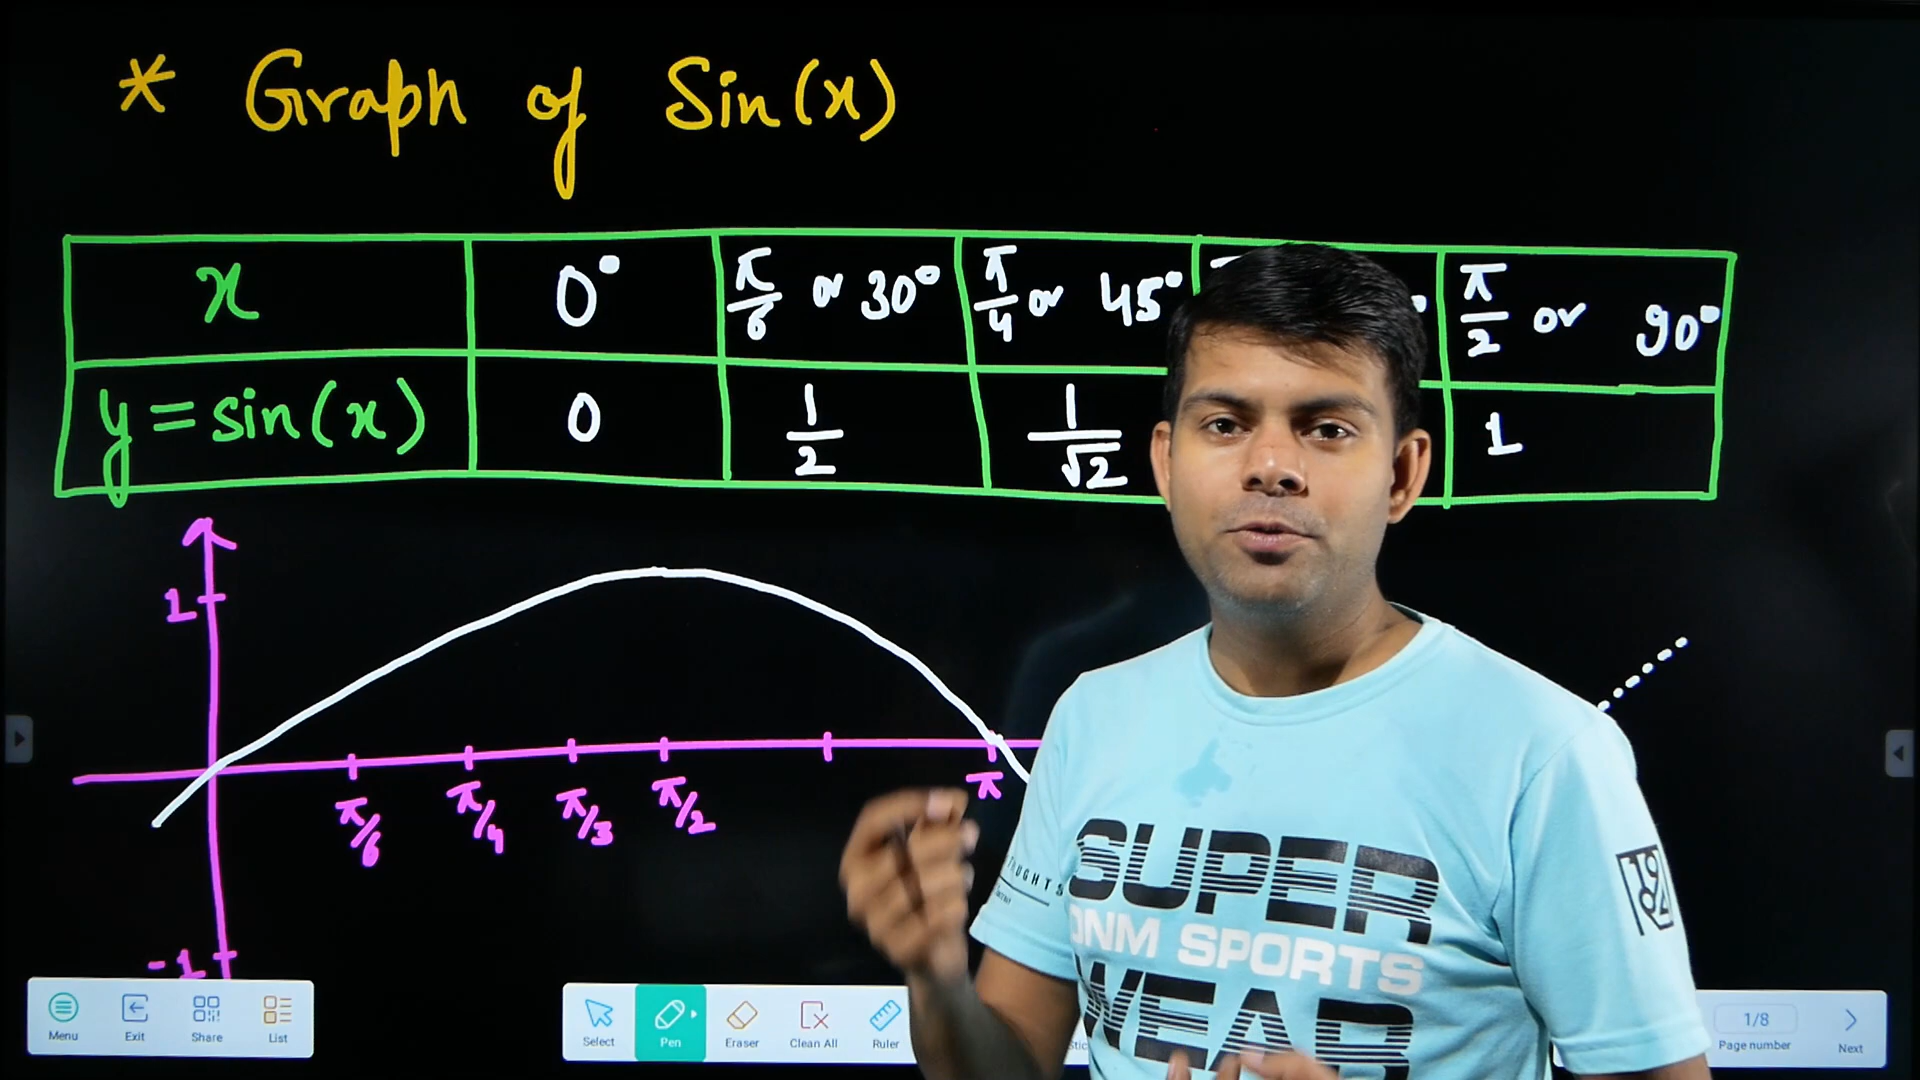 * Graph of Sin(x)
x 0° π/6 or 30° π/4 or 45° π/2 or 90°
y = sin(x) 0 1/2 1/√2 1
1
π/6 π/4 π/3 π/2 π
-1
THOUGHTS
SUPER
DNM SPORTS
WEAR
Menu Exit Share List Select Pen Eraser Clean All Ruler
1/8
Page number Next